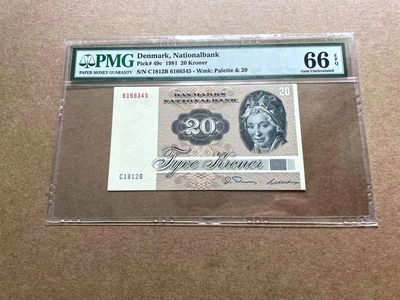 PMG
PAPER MONEY GUARANTY
Denmark, Nationalbank
Pick# 49c 1981 20 Kroner
S/N C1812B 6166345 - Wmk: Palette & 20
66 EPQ
Gem Uncirculated
6166345
DANMARKS
NATIONALBANK
20
20
Tyve Kroner
C1812B